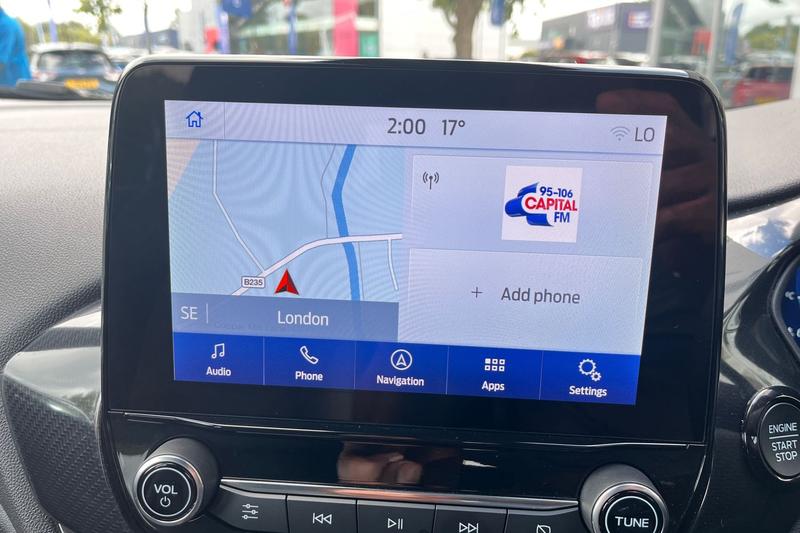 2:00 17° LO
95-106
CAPITAL
FM
B235
+ Add phone
SE | London
Audio
Phone
Navigation
Apps
Settings
VOL
TUNE
ENGINE
START
STOP